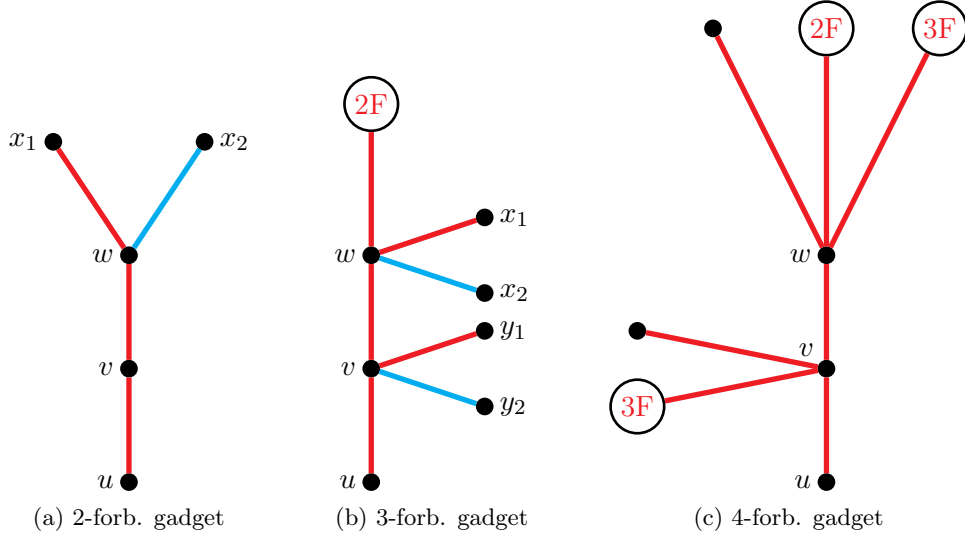 x₁
x₂
w
v
u
(a) 2-forb. gadget
2F
w
x₁
x₂
y₁
v
y₂
u
(b) 3-forb. gadget
2F
3F
w
v
3F
u
(c) 4-forb. gadget